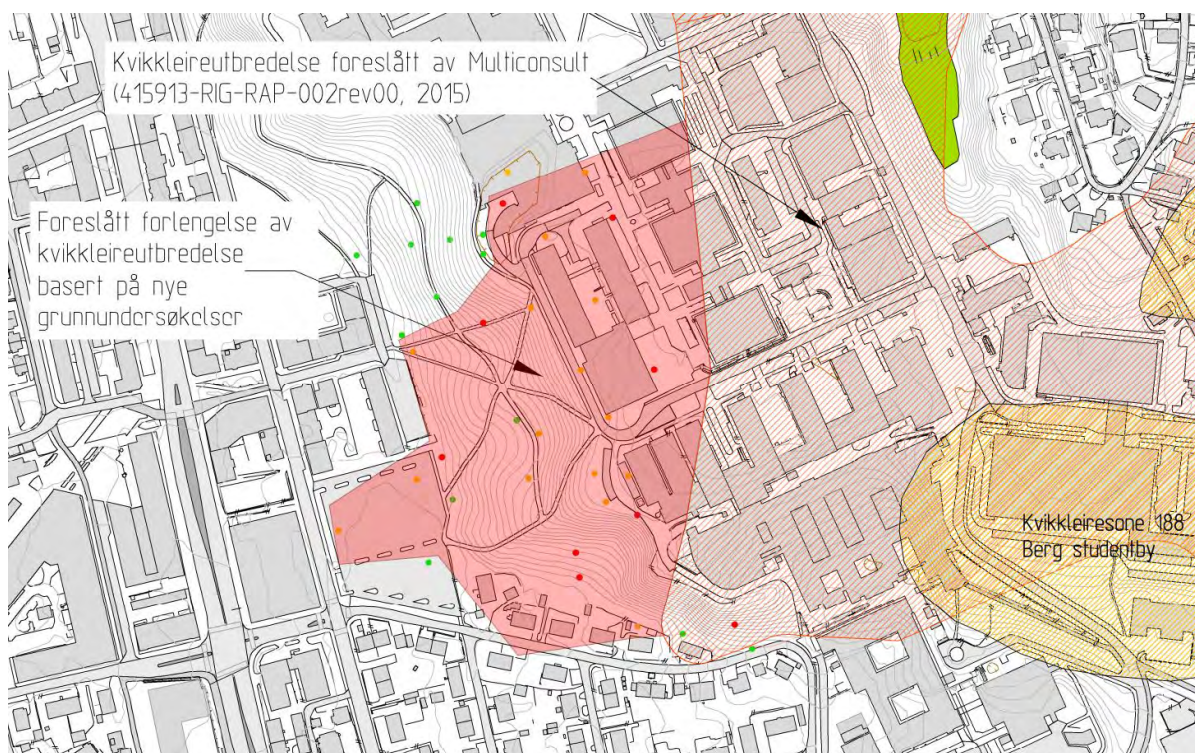 Kvikkleireutbredelse foreslått av Multiconsult
(415913-RIG-RAP-002rev00, 2015)
Foreslått forlengelse av
kvikkleireutbredelse
basert på nye
grunnundersøkelser
Kvikkleiresone 188
Berg studentby